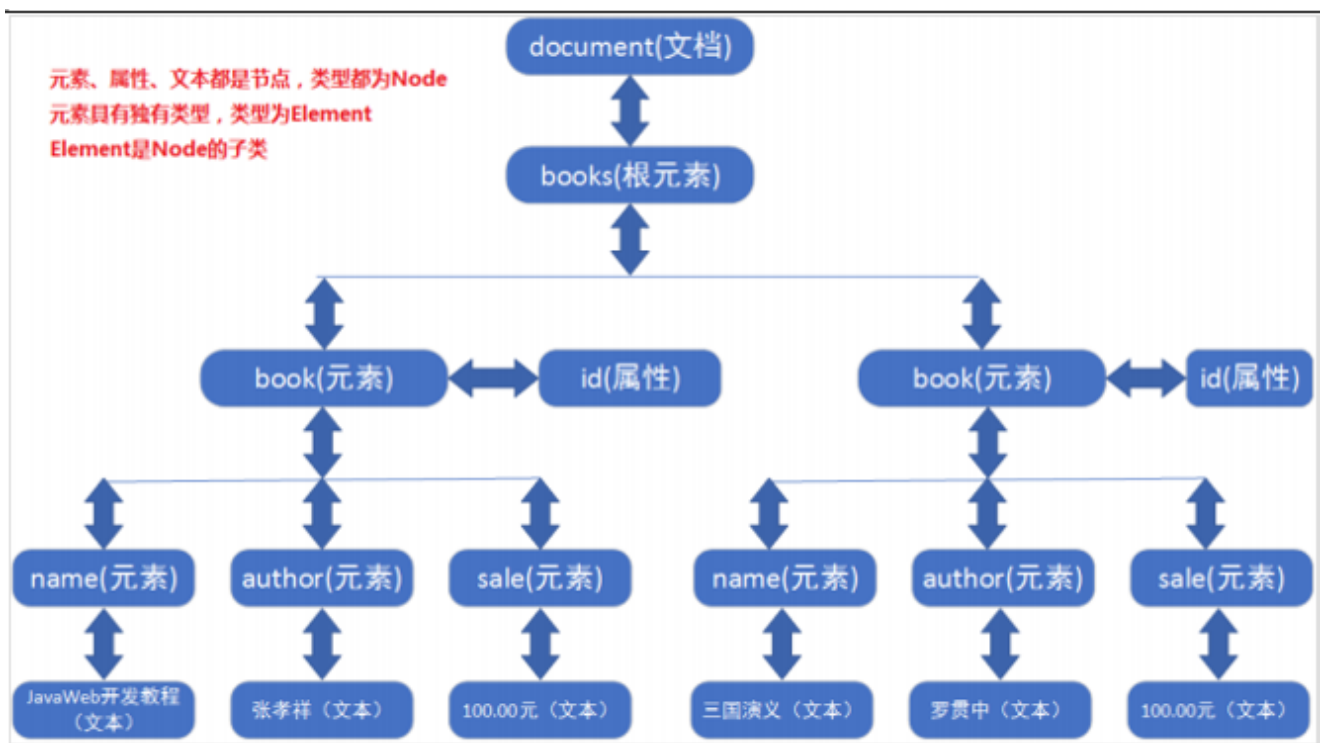 document(文档)
元素、属性、文本都是节点，类型都为Node
元素具有独有类型，类型为Element
Element是Node的子类
books(根元素)
book(元素)
id(属性)
book(元素)
id(属性)
name(元素)
author(元素)
sale(元素)
name(元素)
author(元素)
sale(元素)
JavaWeb开发教程
（文本）
张孝祥（文本）
100.00元（文本）
三国演义（文本）
罗贯中（文本）
100.00元（文本）